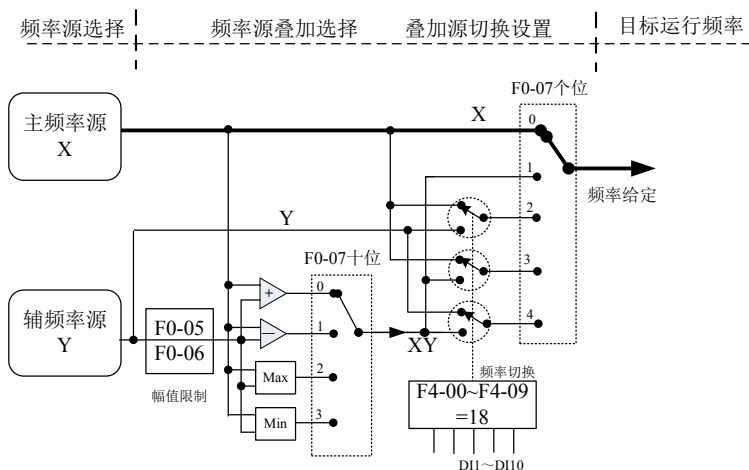 频率源选择
频率源叠加选择
叠加源切换设置
目标运行频率
F0-07个位
主频率源
X
X
0
1
频率给定
2
Y
F0-07十位
3
辅频率源
Y
F0-05
F0-06
幅值限制
+
0
—
1
XY
4
Max
2
频率切换
F4-00~F4-09
=18
Min
3
DI1～DI10